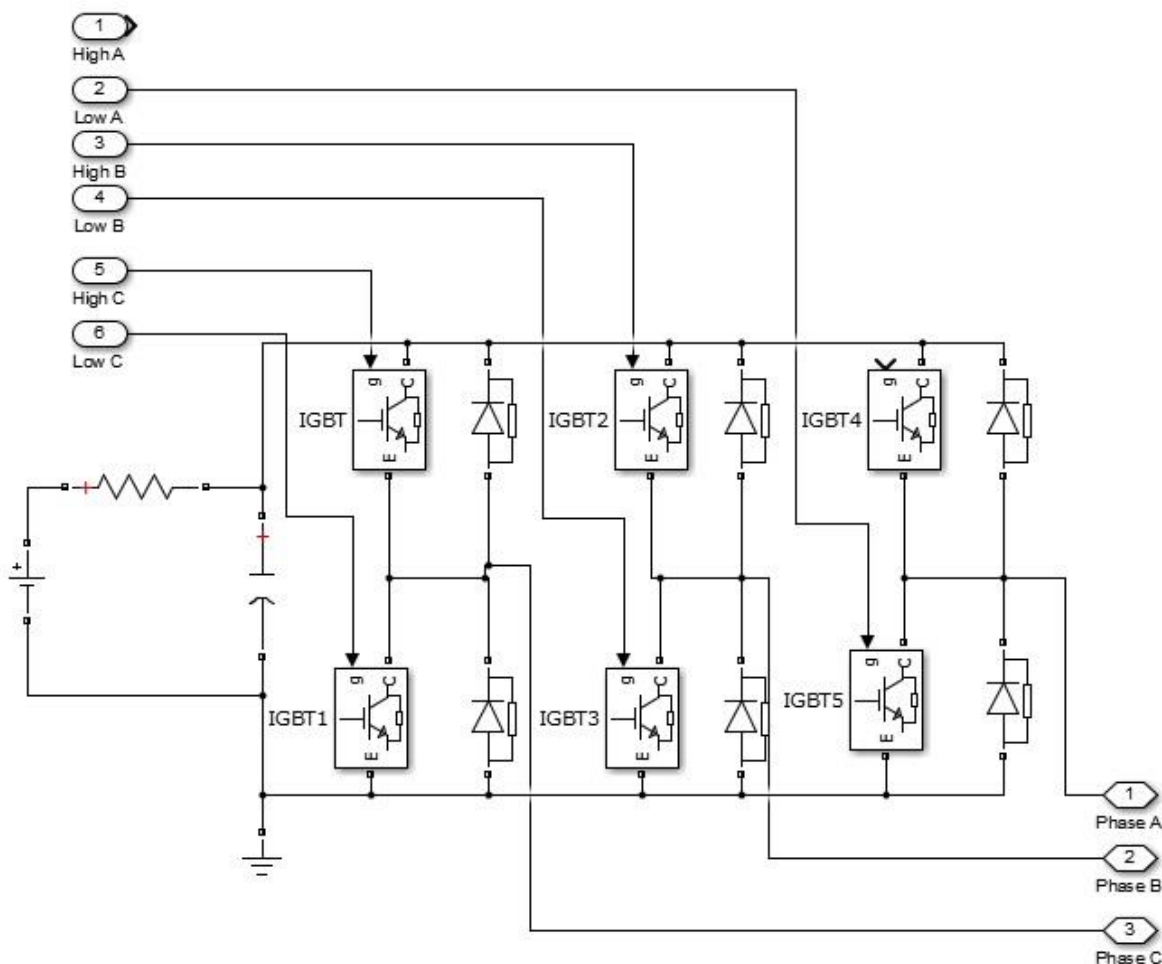 1
High A
2
Low A
3
High B
4
Low B
5
High C
6
Low C
g C
IGBT
E
g C
IGBT2
E
g C
IGBT4
E
+
+
+
g C
IGBT1
E
g C
IGBT3
E
g C
IGBT5
E
1
Phase A
2
Phase B
3
Phase C